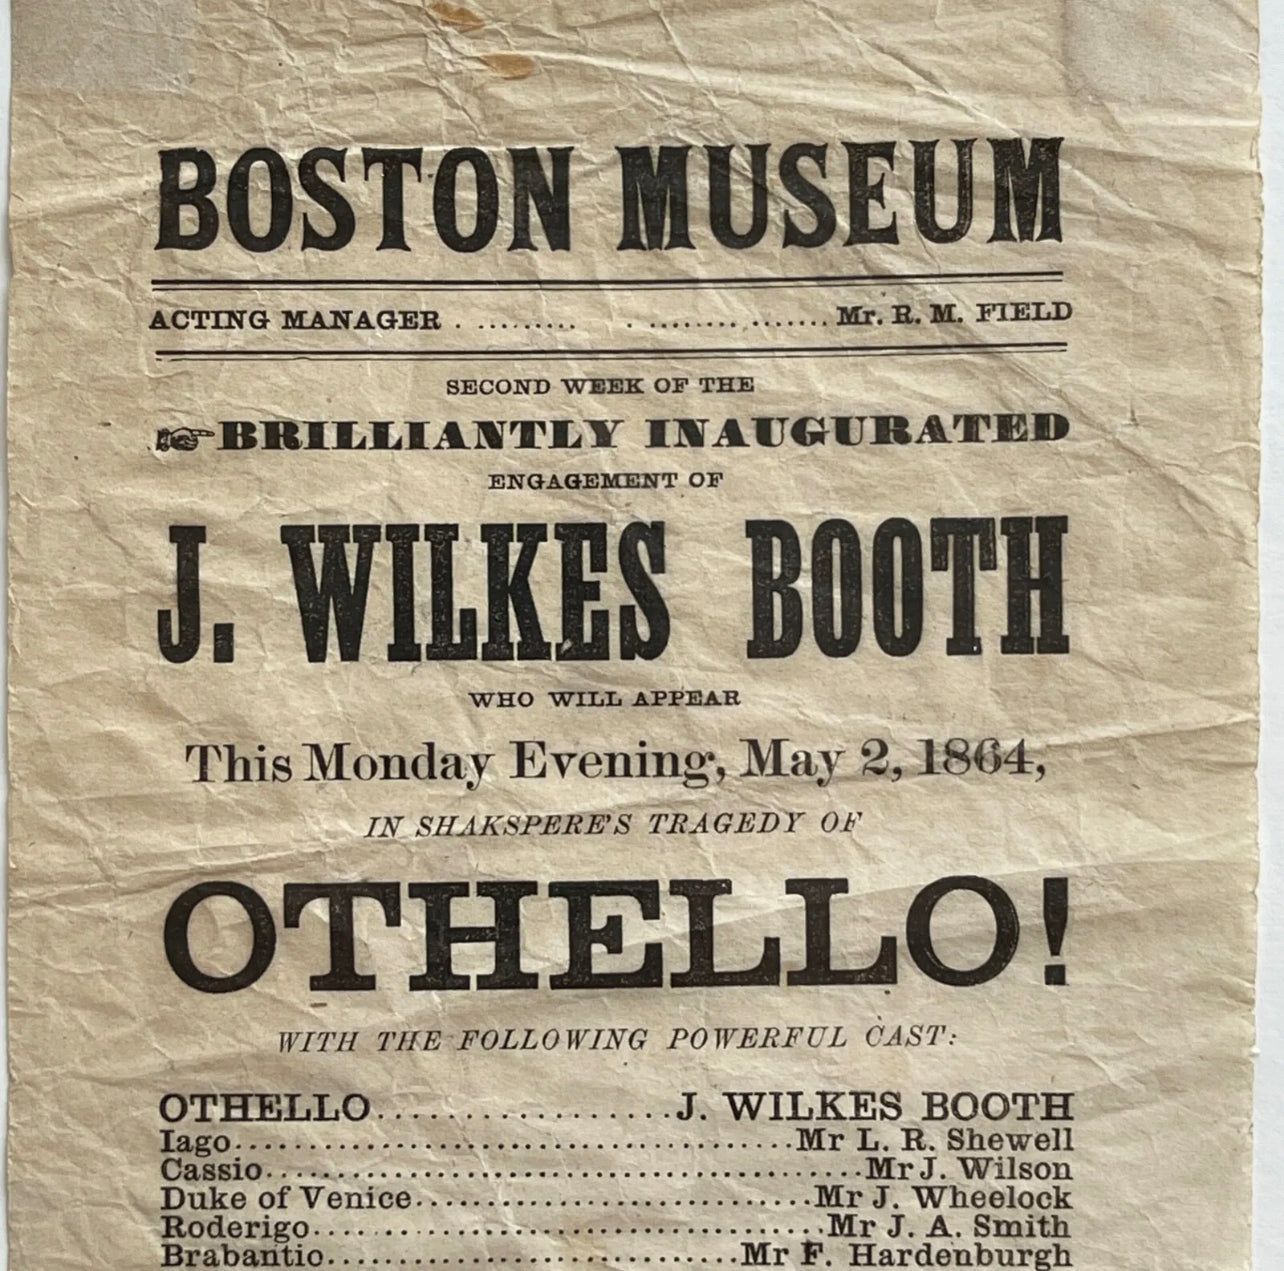 BOSTON MUSEUM
ACTING MANAGER . .......... . ................ Mr. R. M. FIELD
SECOND WEEK OF THE
☞BRILLIANTLY INAUGURATED
ENGAGEMENT OF
J. WILKES BOOTH
WHO WILL APPEAR
This Monday Evening, May 2, 1864,
IN SHAKSPERE'S TRAGEDY OF
OTHELLO!
WITH THE FOLLOWING POWERFUL CAST:
OTHELLO..................J. WILKES BOOTH
Iago....................................Mr L. R. Shewell
Cassio......................................Mr J. Wilson
Duke of Venice.........................Mr J. Wheelock
Roderigo................................Mr J. A. Smith
Brabantio..........................Mr F. Hardenburgh